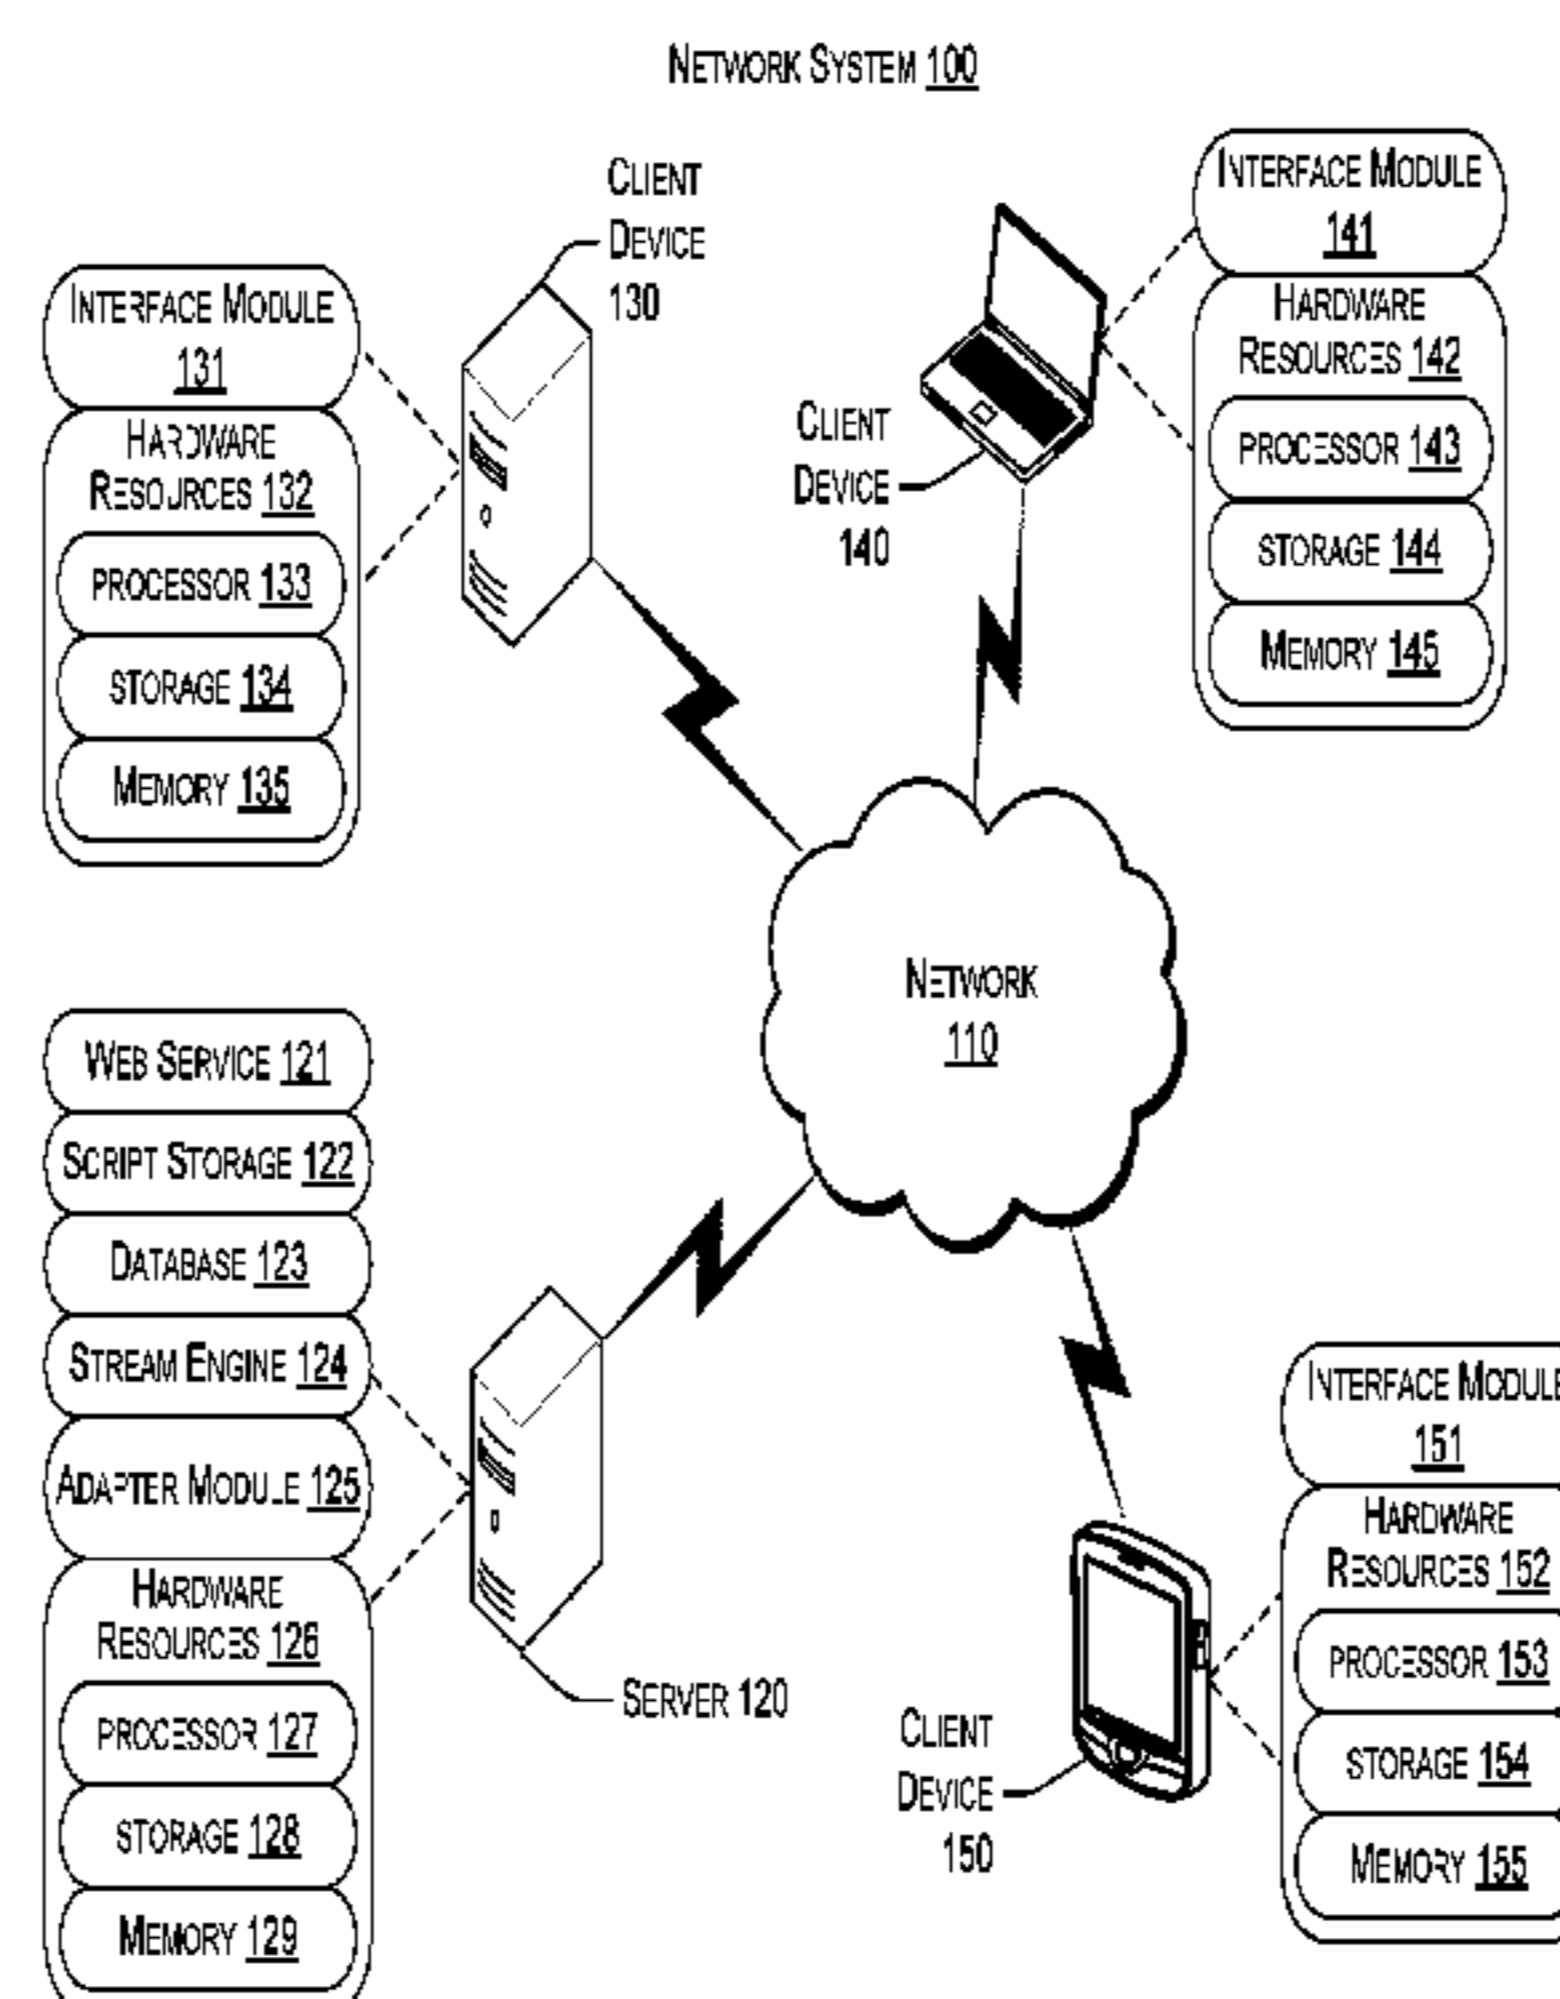 NETWORK SYSTEM 100
CLIENT
DEVICE
130
INTERFACE MODULE
131
HARDWARE
RESOURCES 132
PROCESSOR 133
STORAGE 134
MEMORY 135
INTERFACE MODULE
141
HARDWARE
RESOURCES 142
PROCESSOR 143
STORAGE 144
MEMORY 145
CLIENT
DEVICE
140
NETWORK
110
WEB SERVICE 121
SCRIPT STORAGE 122
DATABASE 123
STREAM ENGINE 124
ADAPTER MODULE 125
HARDWARE
RESOURCES 126
PROCESSOR 127
STORAGE 128
MEMORY 129
SERVER 120
CLIENT
DEVICE
150
INTERFACE MODULE
151
HARDWARE
RESOURCES 152
PROCESSOR 153
STORAGE 154
MEMORY 155